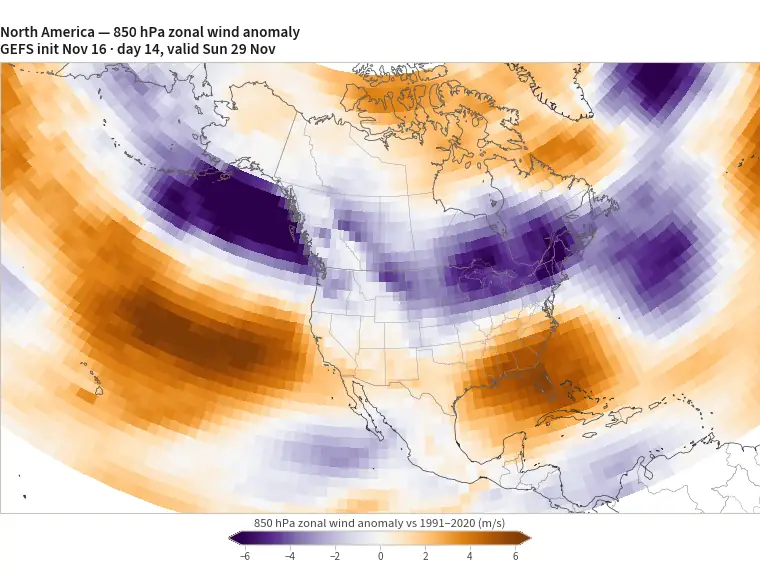 North America — 850 hPa zonal wind anomaly
GEFS init Nov 16 · day 14, valid Sun 29 Nov
850 hPa zonal wind anomaly vs 1991–2020 (m/s)
−6 −4 −2 0 2 4 6